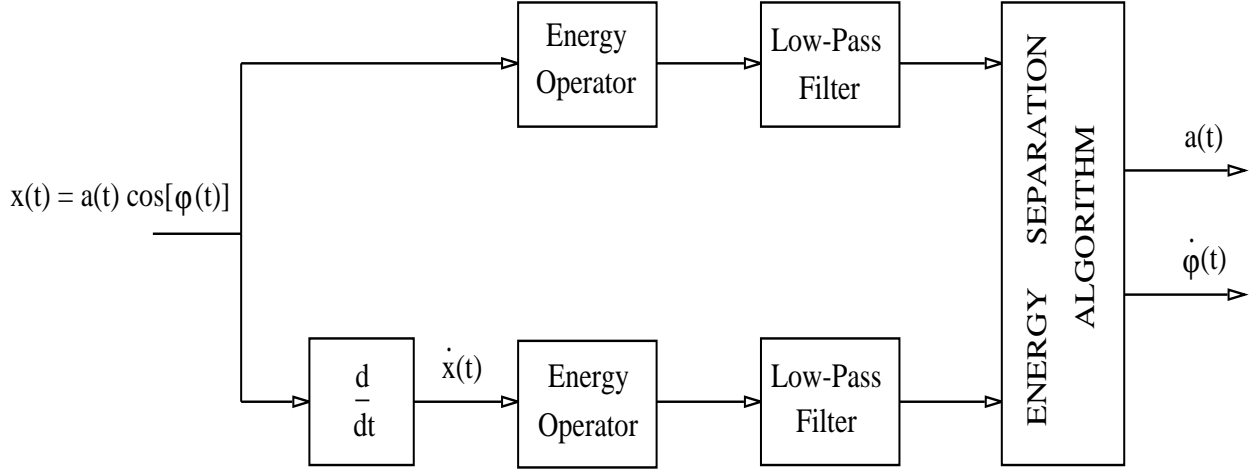 Energy
Operator
Low-Pass
Filter
x(t) = a(t) cos[φ(t)]
d
dt
ẋ(t)
Energy
Operator
Low-Pass
Filter
ENERGY SEPARATION
ALGORITHM
a(t)
φ̇(t)